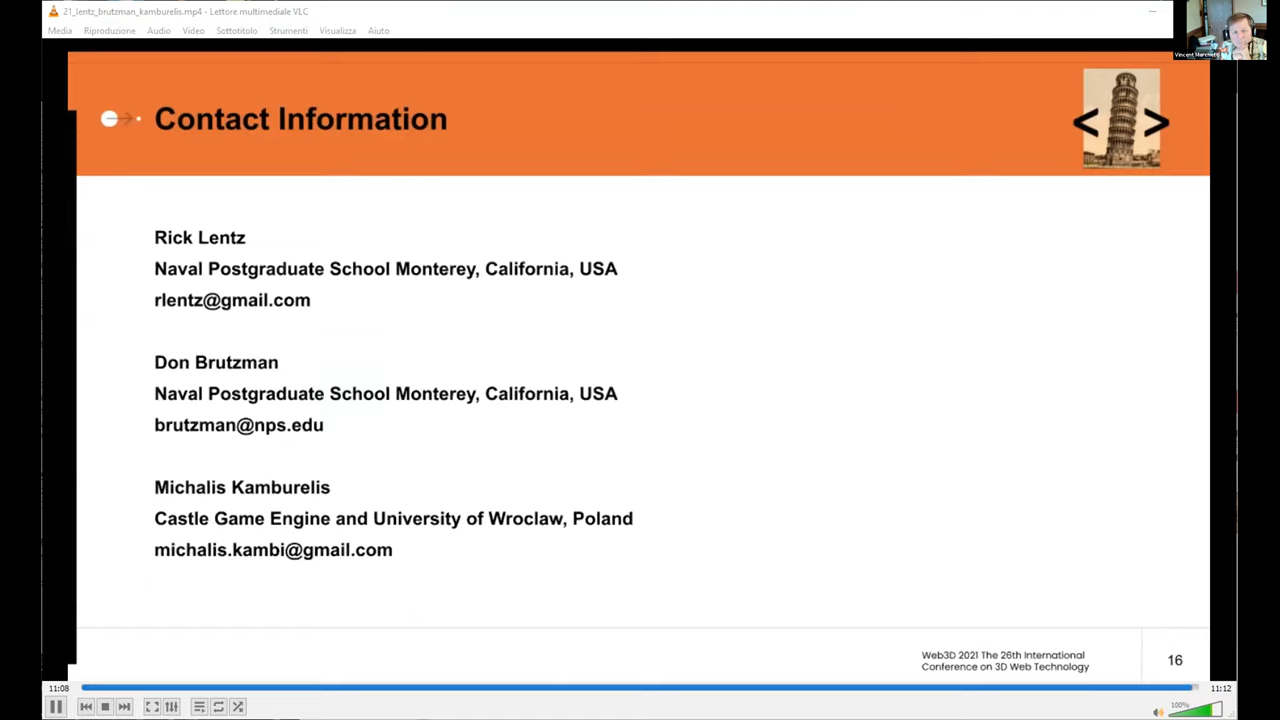 21_lentz_brutzman_kamburelis.mp4 - Lettore multimediale VLC
Media Riproduzione Audio Video Sottotitolo Strumenti Visualizza Aiuto
Vincent Marchetti
Contact Information
< >
Rick Lentz
Naval Postgraduate School Monterey, California, USA
rlentz@gmail.com
Don Brutzman
Naval Postgraduate School Monterey, California, USA
brutzman@nps.edu
Michalis Kamburelis
Castle Game Engine and University of Wroclaw, Poland
michalis.kambi@gmail.com
Web3D 2021 The 26th International
Conference on 3D Web Technology
16
11:08
11:12
100%